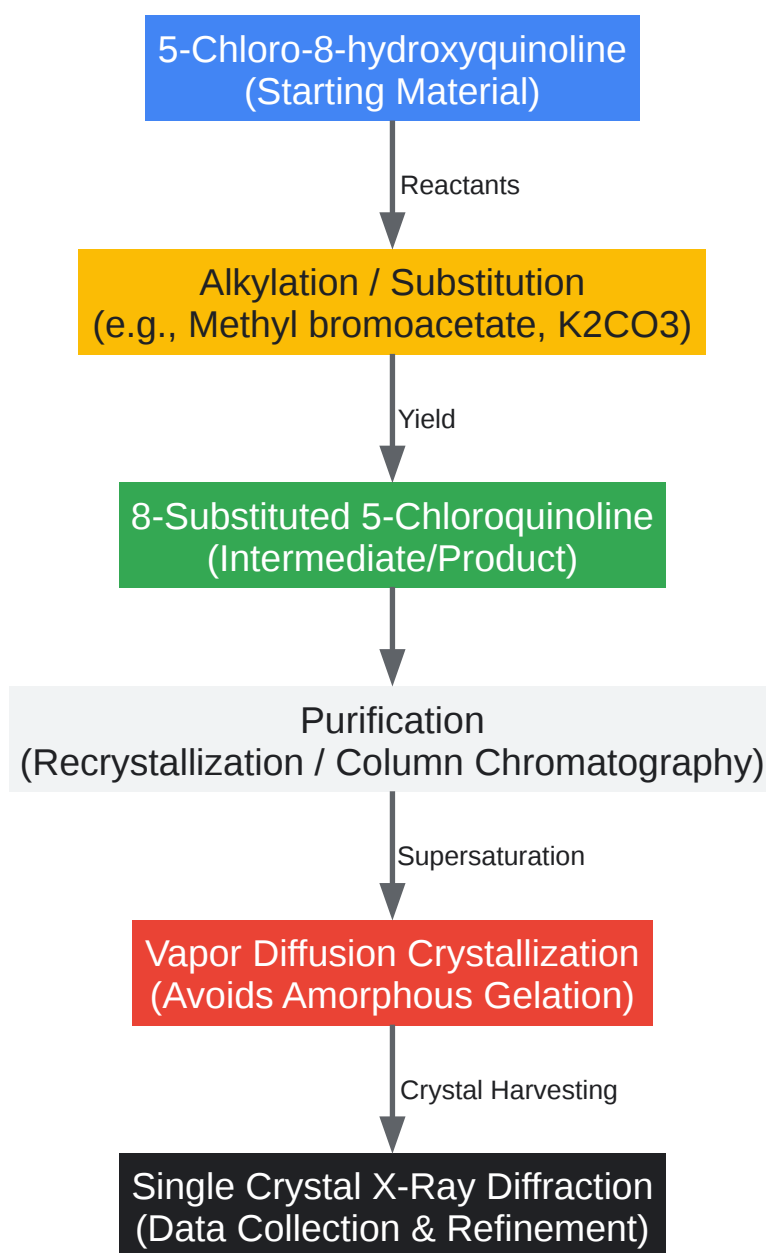 5-Chloro-8-hydroxyquinoline
(Starting Material)
Reactants
Alkylation / Substitution
(e.g., Methyl bromoacetate, K2CO3)
Yield
8-Substituted 5-Chloroquinoline
(Intermediate/Product)
Purification
(Recrystallization / Column Chromatography)
Supersaturation
Vapor Diffusion Crystallization
(Avoids Amorphous Gelation)
Crystal Harvesting
Single Crystal X-Ray Diffraction
(Data Collection & Refinement)